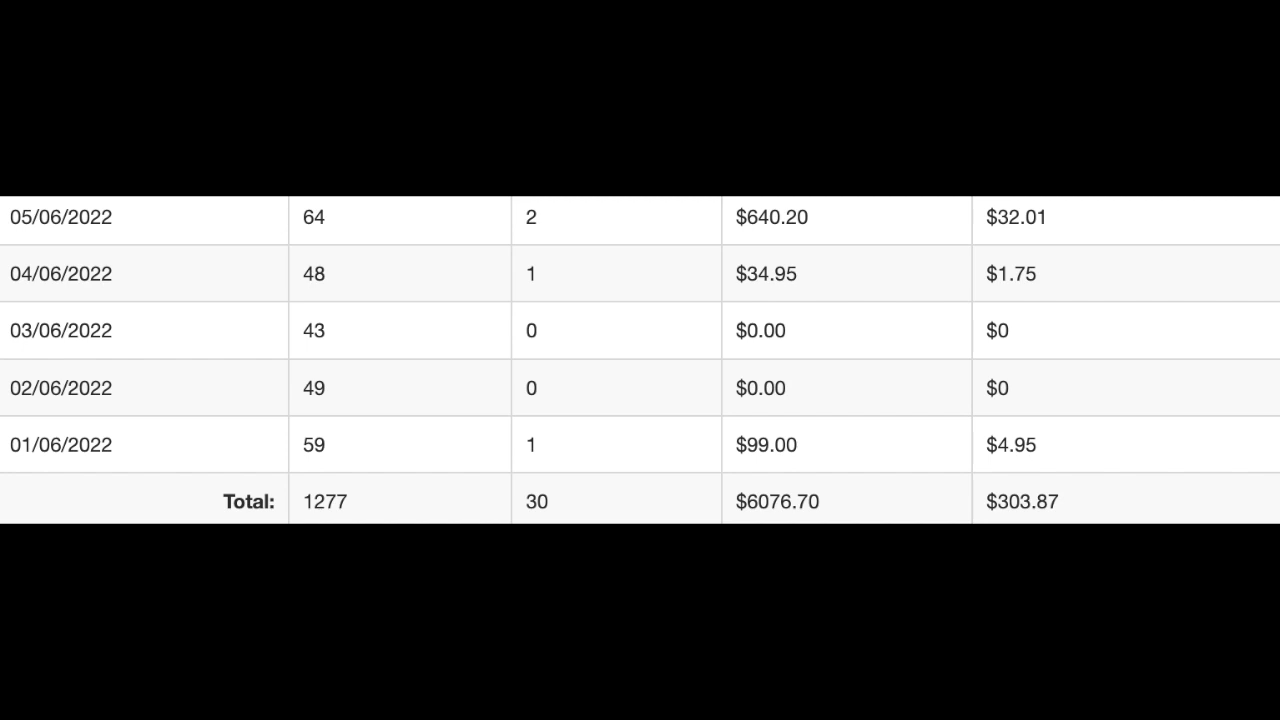 05/06/2022 64 2 $640.20 $32.01
04/06/2022 48 1 $34.95 $1.75
03/06/2022 43 0 $0.00 $0
02/06/2022 49 0 $0.00 $0
01/06/2022 59 1 $99.00 $4.95
Total: 1277 30 $6076.70 $303.87